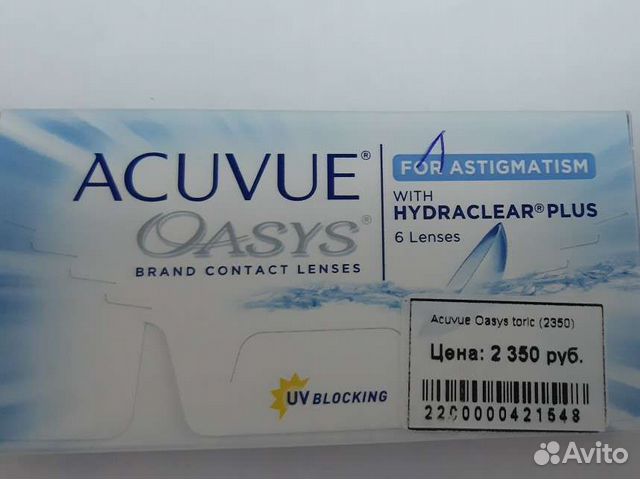 ACUVUE®
OASYS®
BRAND CONTACT LENSES
FOR ASTIGMATISM
WITH
HYDRACLEAR® PLUS
6 Lenses
UV BLOCKING
Acuvue Oasys toric (2350)
Цена: 2 350 руб.
2200000421548
Avito